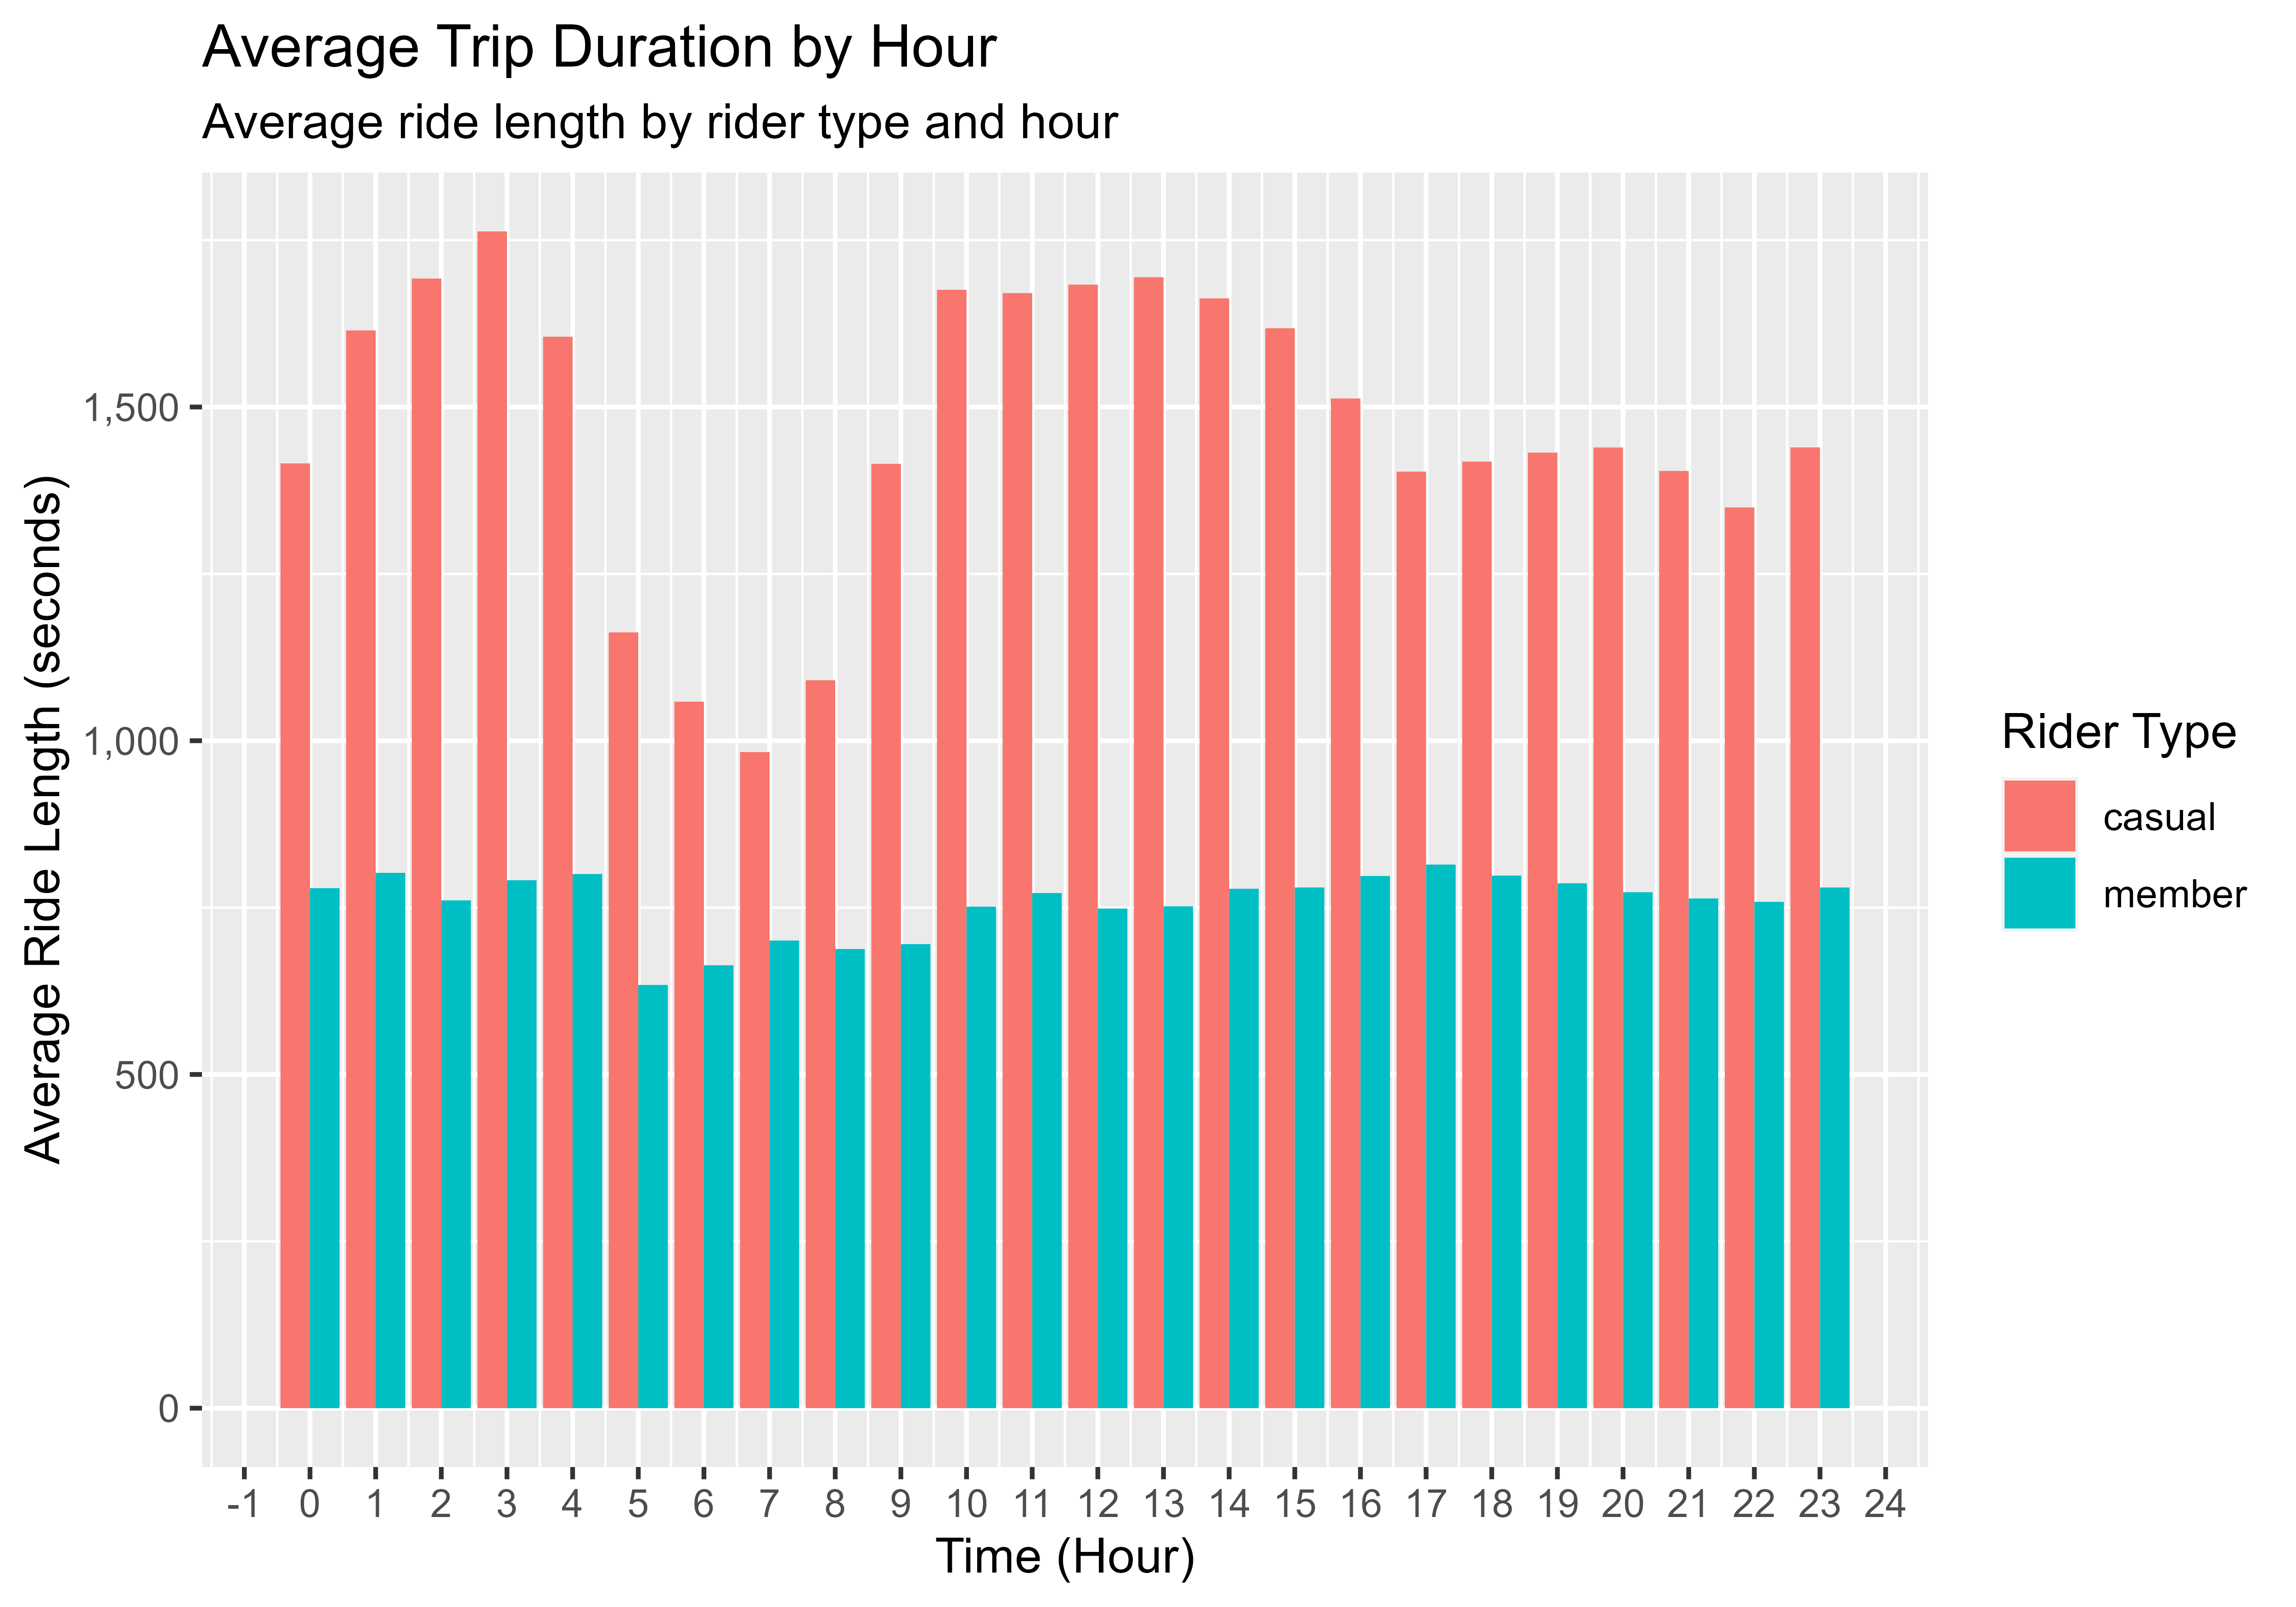 Average Trip Duration by Hour
Average ride length by rider type and hour
Average Ride Length (seconds)
1,500
1,000
500
0
-1 0 1 2 3 4 5 6 7 8 9 10 11 12 13 14 15 16 17 18 19 20 21 22 23 24
Time (Hour)
Rider Type
casual
member